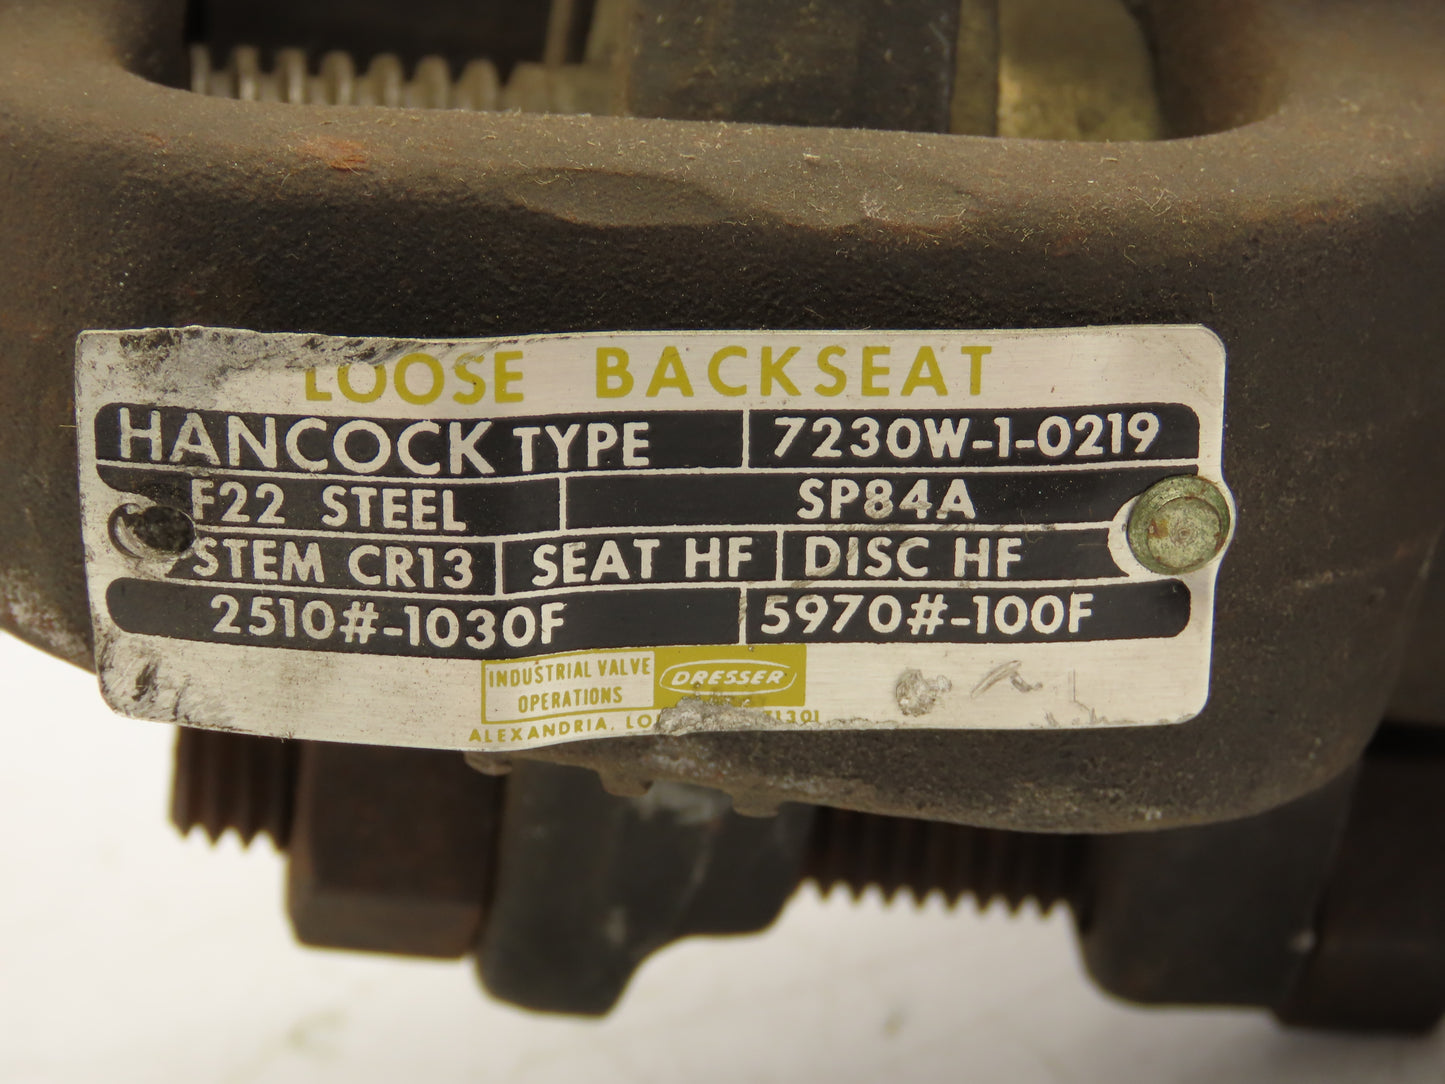 LOOSE BACKSEAT
HANCOCK TYPE 7230W-1-0219
F22 STEEL SP84A
STEM CR13 SEAT HF DISC HF
2510#-1030F 5970#-100F
INDUSTRIAL VALVE
OPERATIONS
DRESSER
ALEXANDRIA, 71301